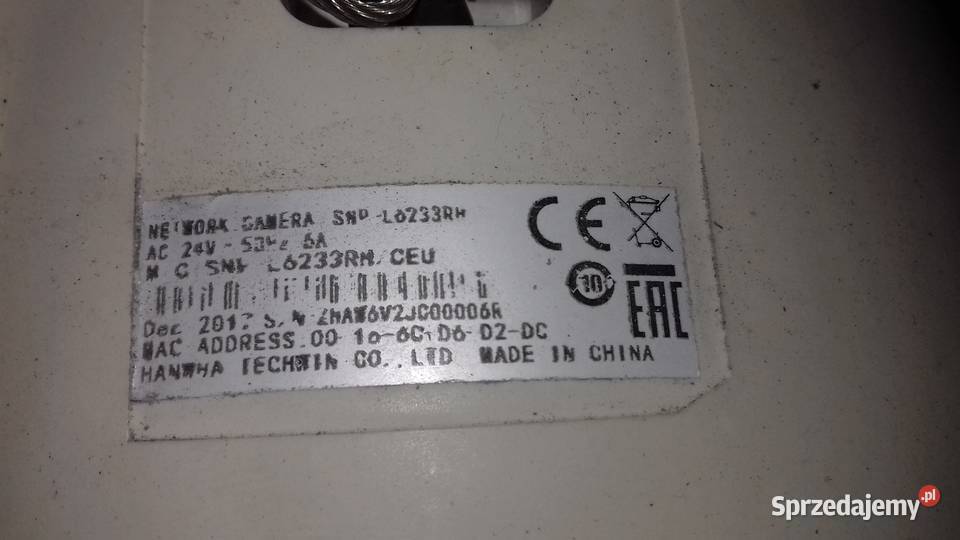 NETWORK CAMERA SNP-L6233RH
AC 24V~ 50Hz 6A
M/C SNP-L6233RH/CEU
CE
10
EAC
Dec 2017 S/N
MAC ADDRESS 00-16-6C-D6-D2-DC
HANWHA TECHWIN CO., LTD MADE IN CHINA
Sprzedajemy.pl